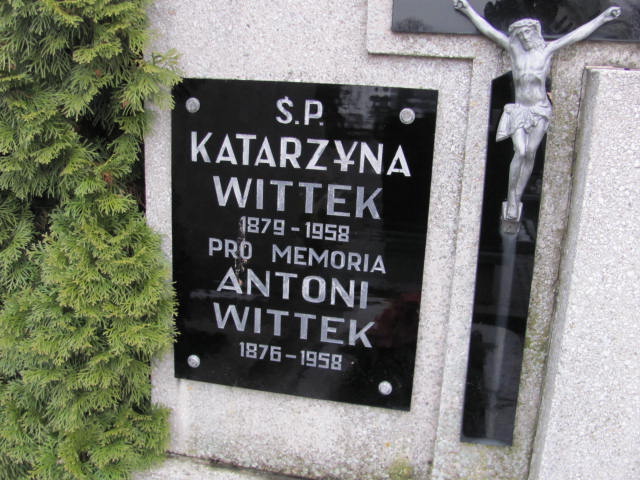 Ś.P.
KATARZYNA
WITTEK
1879-1958
PRO MEMORIA
ANTONI
WITTEK
1876-1958